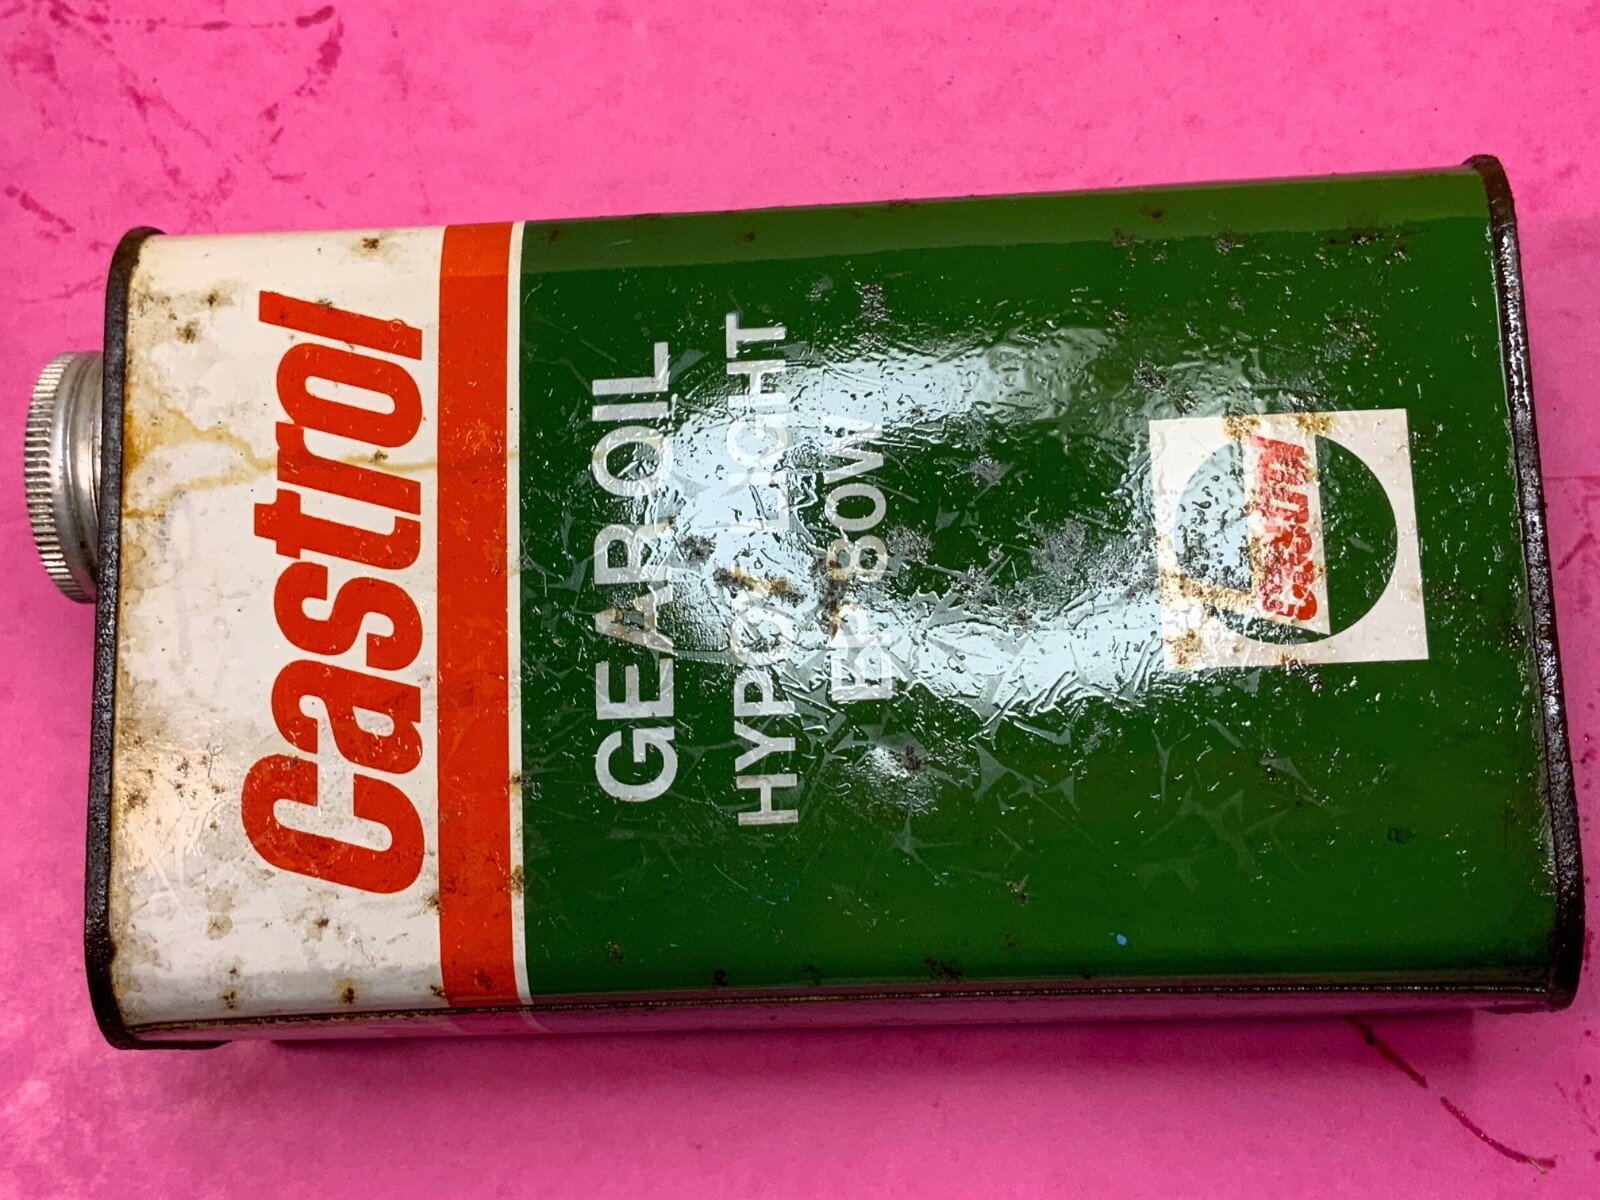 Castrol
GEAR OIL
HYPOY LIGHT
EP 80W
Castrol